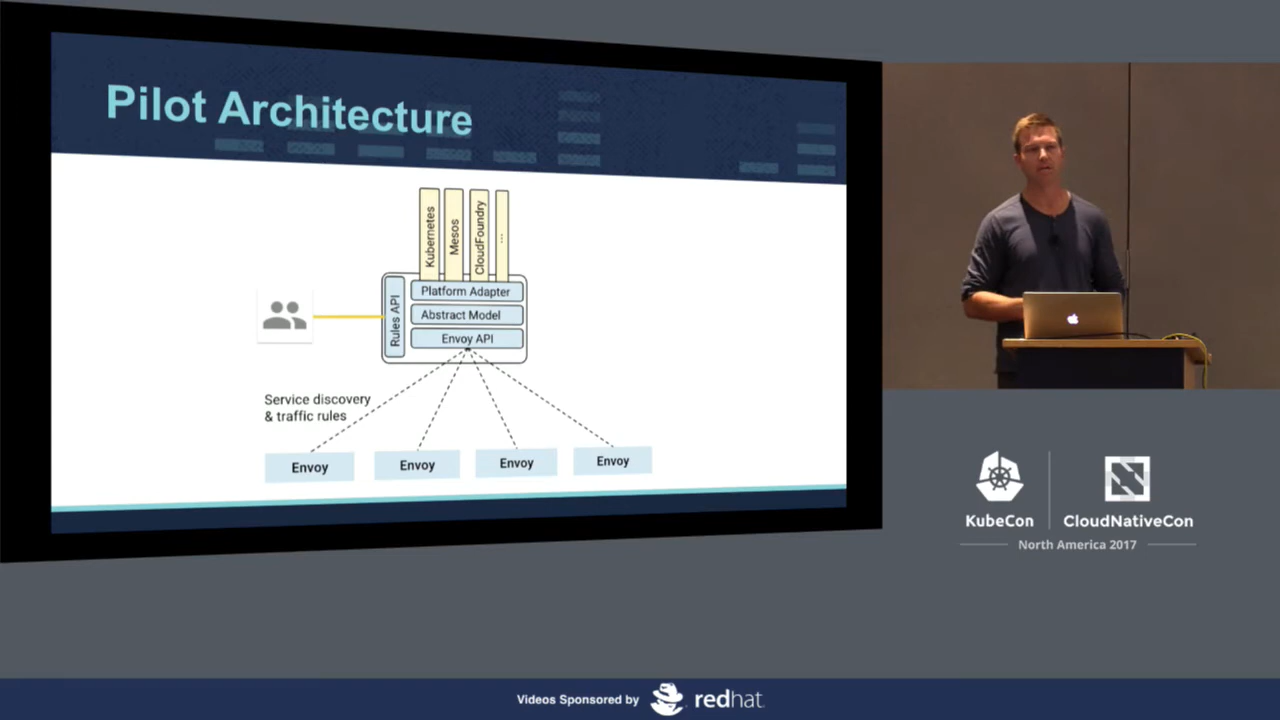 Pilot Architecture
Kubernetes
Mesos
CloudFoundry
...
Rules API
Platform Adapter
Abstract Model
Envoy API
Service discovery
& traffic rules
Envoy
Envoy
Envoy
Envoy
KubeCon
CloudNativeCon
North America 2017
Videos Sponsored by
redhat.